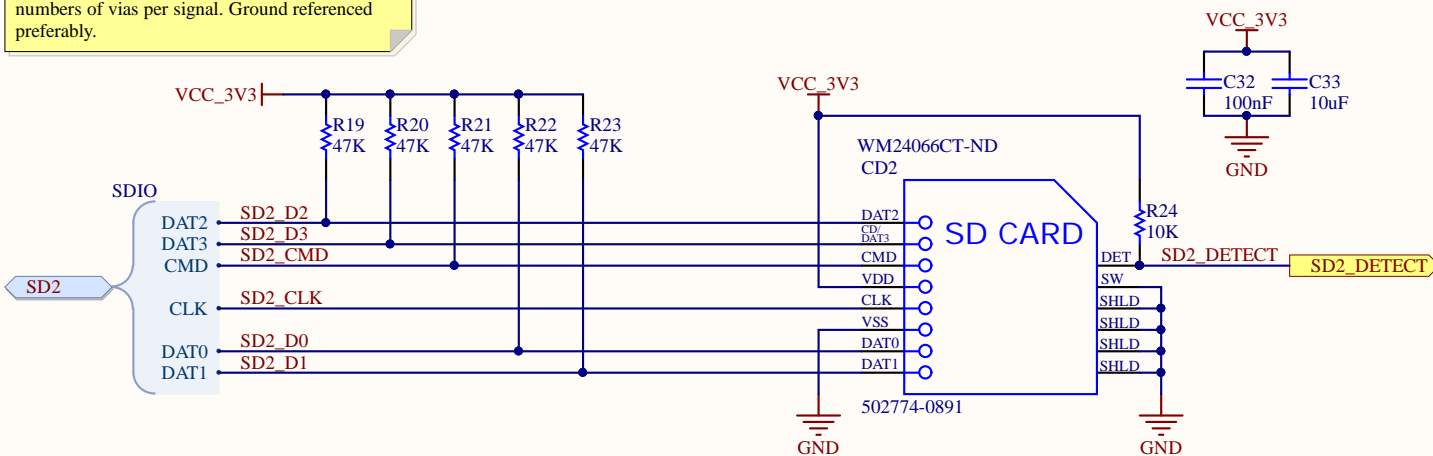 numbers of vias per signal. Ground referenced
preferably.
VCC_3V3
R19
47K
R20
47K
R21
47K
R22
47K
R23
47K
VCC_3V3
VCC_3V3
C32
100nF
C33
10uF
GND
SDIO
DAT2
DAT3
CMD
CLK
DAT0
DAT1
SD2
SD2_D2
SD2_D3
SD2_CMD
SD2_CLK
SD2_D0
SD2_D1
WM24066CT-ND
CD2
DAT2
CD/
DAT3
CMD
VDD
CLK
VSS
DAT0
DAT1
SD CARD
DET
SW
SHLD
SHLD
SHLD
SHLD
502774-0891
R24
10K
SD2_DETECT
SD2_DETECT
GND
GND